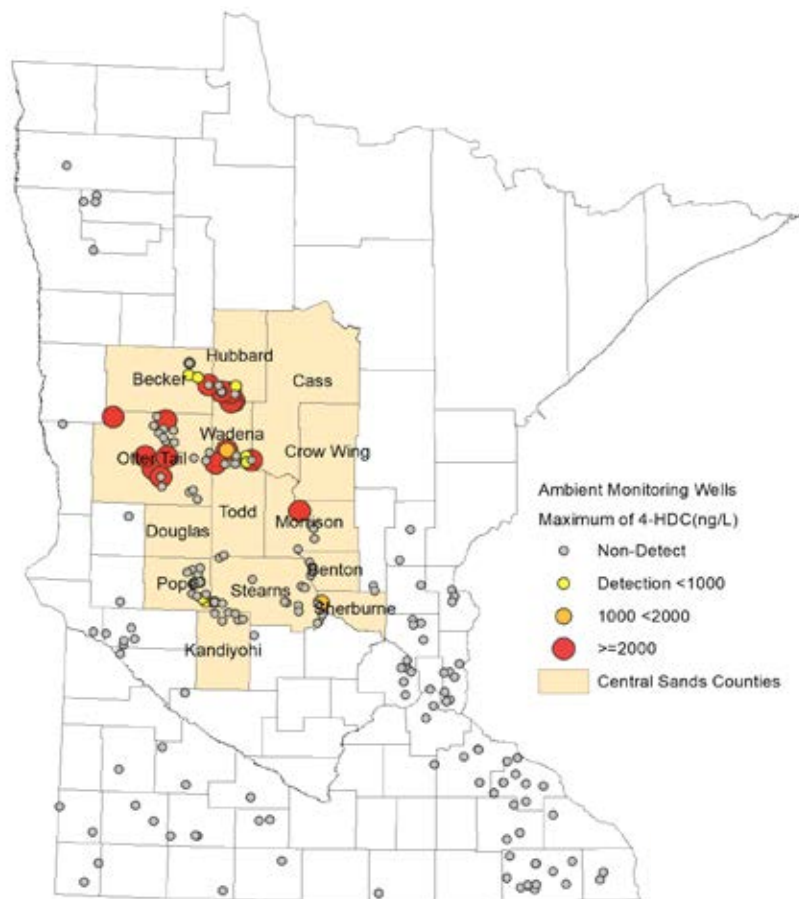 Hubbard
Becker
Cass
Wadena
Crow Wing
Otter Tail
Todd
Morrison
Douglas
Benton
Pope
Stearns
Sherburne
Kandiyohi
Ambient Monitoring Wells
Maximum of 4-HDC(ng/L)
Non-Detect
Detection <1000
1000 <2000
>=2000
Central Sands Counties